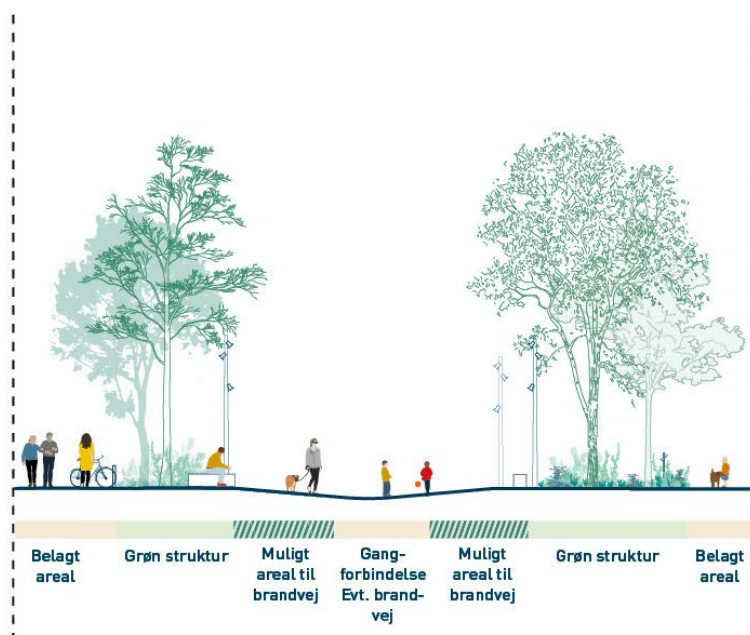 Belagt
areal
Grøn struktur
Muligt
areal til
brandvej
Gang-
forbindelse
Evt. brand-
vej
Muligt
areal til
brandvej
Grøn struktur
Belagt
areal